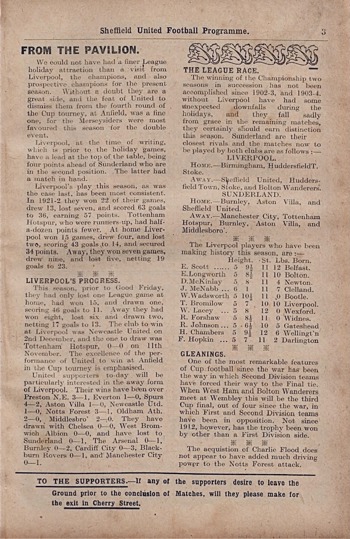 Sheffield United Football Programme. 3
FROM THE PAVILION.
We could not have had a finer League
holiday attraction than a visit from
Liverpool, the champions, and also
prospective champions for the present
season. Without a doubt they are a
great side, and the feat of United to
dismiss them from the fourth round of
the Cup tourney, at Anfield, was a fine
one, for the Merseysiders were most
favoured this season for the double
event.
Liverpool, at the time of writing,
which is prior to the holiday games,
have a lead at the top of the table, being
four points ahead of Sunderland who are
in the second position. The latter had
a match in hand.
Liverpool's play this season, as was
the case last, has been most consistent.
In 1921-2 they won 22 of their games,
drew 13, lost seven, and scored 63 goals
to 36, earning 57 points. Tottenham
Hotspur, who were runners-up, had half-
a-dozen points fewer. At home Liver-
pool won 15 games, drew four, and lost
two, scoring 43 goals to 14, and secured
34 points. Away, they won seven games,
drew nine, and lost five, netting 19
goals to 23.
LIVERPOOL'S PROGRESS.
This season, prior to Good Friday,
they had only lost one League game at
home, had won 15, and drawn one,
scoring 46 goals to 11. Away they had
won eight, lost six and drawn two,
netting 17 goals to 13. The club to win
at Liverpool was Newcastle United on
2nd December, and the one to draw was
Tottenham Hotspur, 0—0 on 11th
November. The excellence of the per-
formance of United to win at Anfield
in the Cup tourney is emphasised.
United supporters today will be
particularly interested in the away form
of Liverpool. Their wins have been over
Preston N.E. 3—1, Everton 1—0, Spurs
4—2, Aston Villa 1—0, Newcastle Utd.
1—0, Notts Forest 3—1, Oldham Ath.
2—0, Middlesbro' 2—0. They have
drawn with Chelsea 0—0, West Brom-
wich Albion 0—0, and have lost to
Sunderland 0—1, The Arsenal 0—1,
Burnley 0—2, Cardiff City 0—3, Black-
burn Rovers 0—1, and Manchester City
0—1.
THE LEAGUE RACE.
The winning of the Championship two
seasons in succession has not been
accomplished since 1902-3, and 1903-4,
without Liverpool have had some
unexpected downfalls during the
holidays, and they fall sadly
from grace in the remaining matches,
they certainly should earn distinction
this season. Sunderland are their
closest rivals and the matches now to
be played by both clubs are as follows:—
LIVERPOOL.
HOME.—Birmingham, HuddersfieldT.
Stoke.
AWAY.—Sheffield United, Hudders-
field Town, Stoke, and Bolton Wanderers.
SUNDERLAND.
HOME.—Burnley, Aston Villa, and
Sheffield United.
AWAY.—Manchester City, Tottenham
Hotspur, Burnley, Aston Villa, and
Middlesboro'.
The Liverpool players who have been
making history this season, are :—
Height. St. Lbs. Born.
E. Scott ...... 5 9½ 11 12 Belfast.
E.Longworth 5 8 11 10 Bolton.
D.McKinlay 5 8 11 4 Newton.
J. McNabb... 6 1 11 7 Clelland.
W.Wadsworth 5 10½ 11 0 Bootle.
T. Bromilow 5 7 10 10 Liverpool.
W. Lacey ... 5 8 12 0 Wexford.
R. Forshaw 5 8½ 11 0 Widnes.
R. Johnson ... 5 6½ 10 5 Gateshead
H. Chambers 5 9½ 12 6 Willingt'n
F. Hopkin ... 5 7 11 2 Darlington
GLEANINGS.
One of the most remarkable features
of Cup football since the war has been
the way in which Second Division teams
have forced their way to the Final tie.
When West Ham and Bolton Wanderers
meet at Wembley this will be the third
Cup final, out of four since the war, in
which First and Second Division teams
have been in opposition. Not since
1912, however, has the trophy been won
by other than a First Division side.
The acquistion of Charlie Flood does
not appear to have added much driving
power to the Notts Forest attack.
TO THE SUPPORTERS.—If any of the supporters desire to leave the
Ground prior to the conclusion of Matches, will they please make for
the exit in Cherry Street.